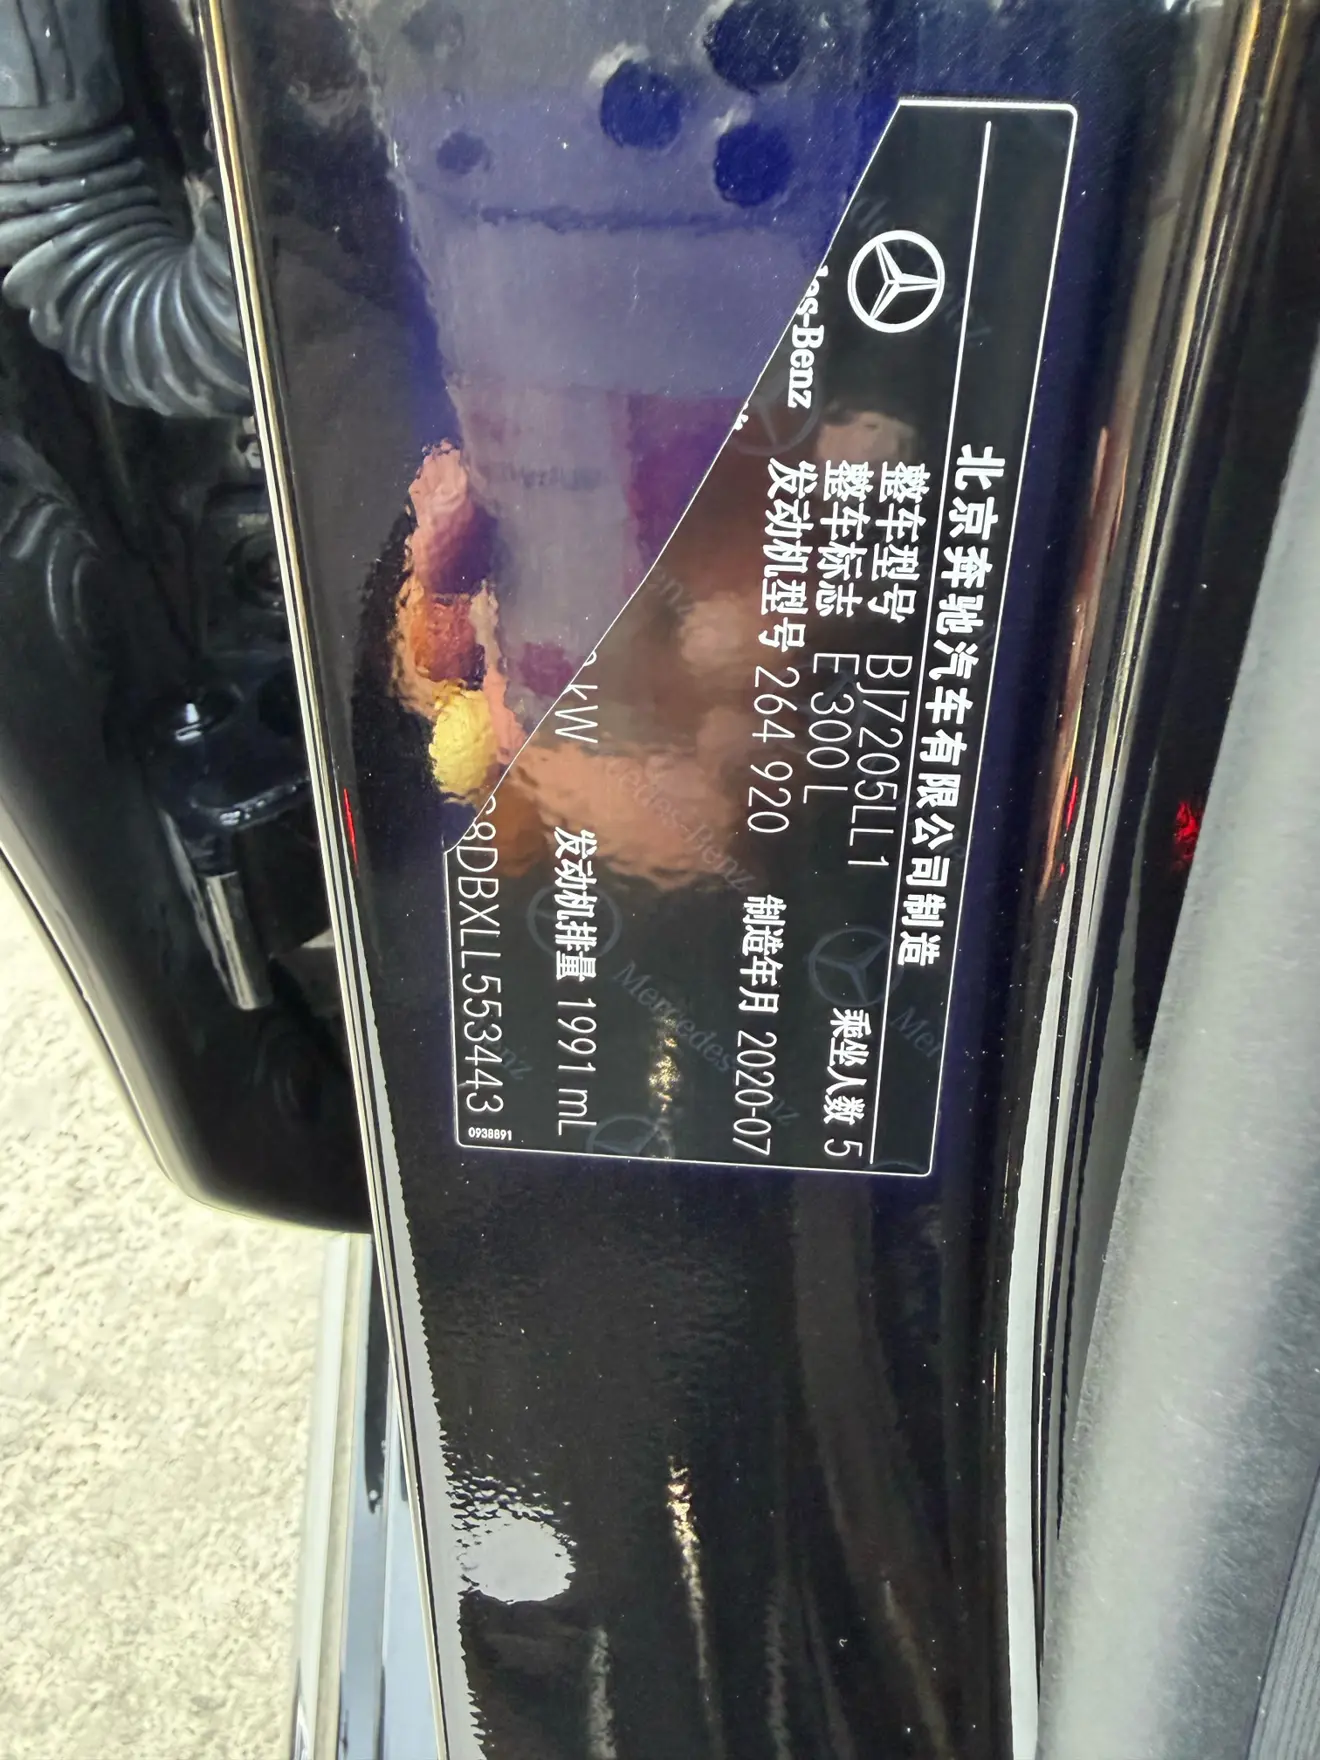 北京奔驰汽车有限公司制造
整车型号 BJ7205LL1 乘坐人数 5
整车标志 E 300 L
des-Benz
发动机型号 264 920 制造年月 2020-07
kW 发动机排量 1991 mL
8DBXLL553443
0938891